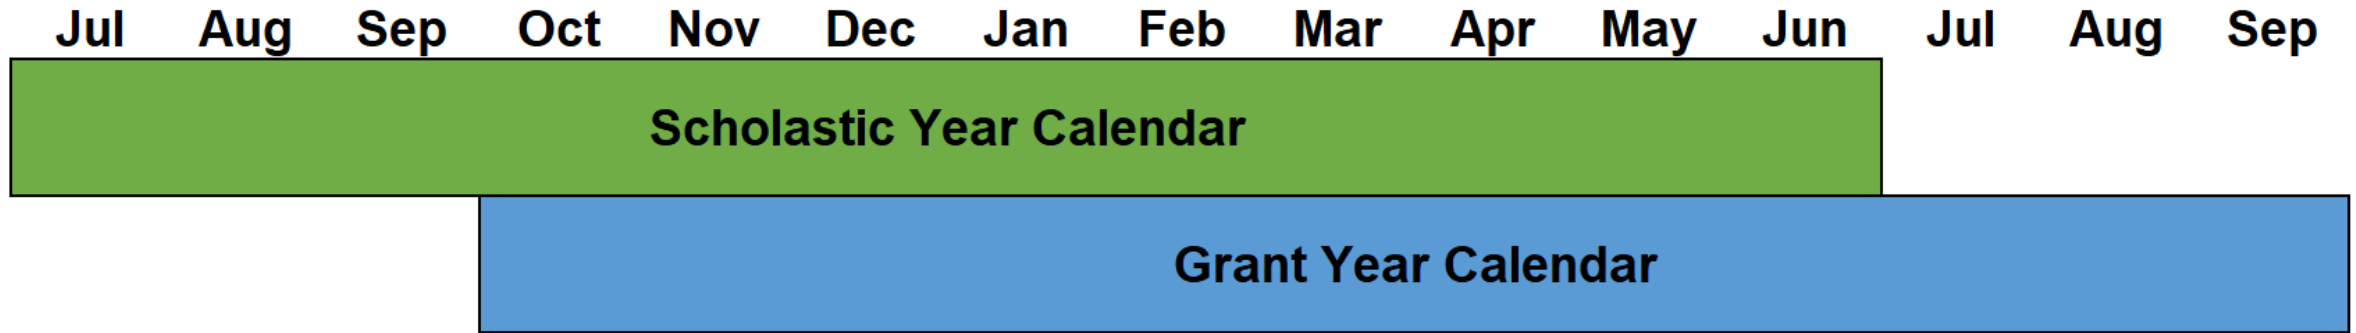 Jul Aug Sep Oct Nov Dec Jan Feb Mar Apr May Jun Jul Aug Sep
Scholastic Year Calendar
Grant Year Calendar